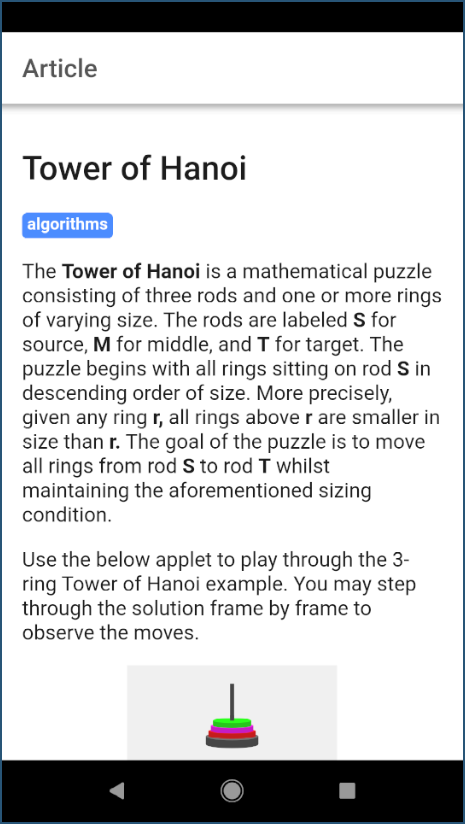 Article
Tower of Hanoi
algorithms
The Tower of Hanoi is a mathematical puzzle
consisting of three rods and one or more rings
of varying size. The rods are labeled S for
source, M for middle, and T for target. The
puzzle begins with all rings sitting on rod S in
descending order of size. More precisely,
given any ring r, all rings above r are smaller in
size than r. The goal of the puzzle is to move
all rings from rod S to rod T whilst
maintaining the aforementioned sizing
condition.
Use the below applet to play through the 3-
ring Tower of Hanoi example. You may step
through the solution frame by frame to
observe the moves.